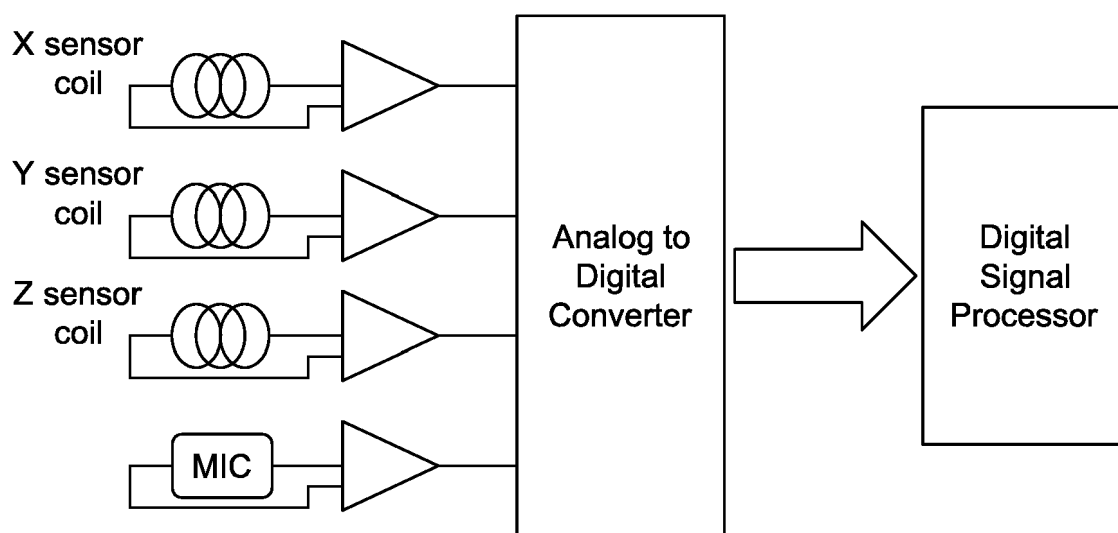 X sensor
coil
Y sensor
coil
Z sensor
coil
MIC
Analog to
Digital
Converter
Digital
Signal
Processor